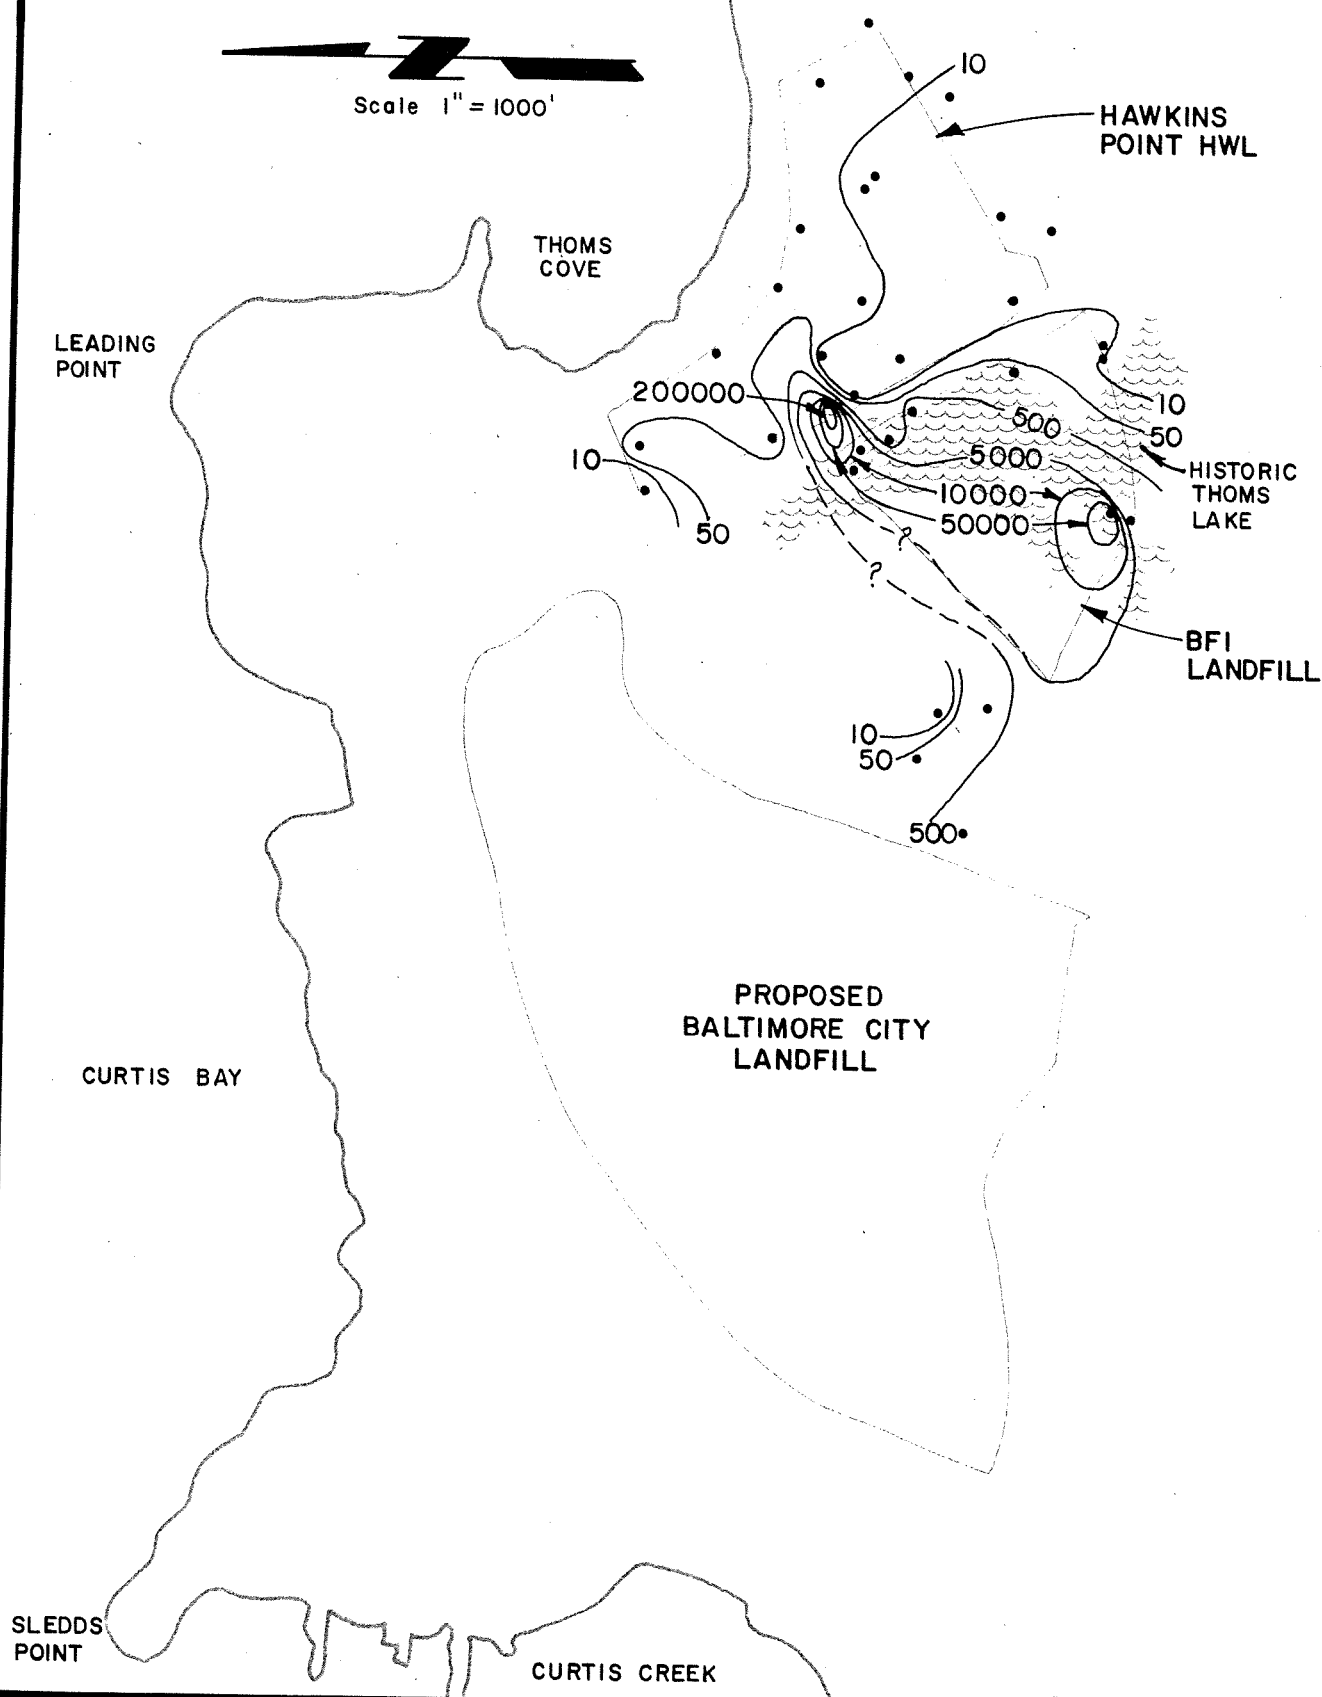 Z
Scale 1" = 1000'
10
HAWKINS
POINT HWL
THOMS
COVE
LEADING
POINT
200000
10
50
500
5000
10000
50000
HISTORIC
THOMS
LAKE
10
50
?
?
BFI
LANDFILL
10
50
500
PROPOSED
BALTIMORE CITY
LANDFILL
CURTIS BAY
SLEDDS
POINT
CURTIS CREEK